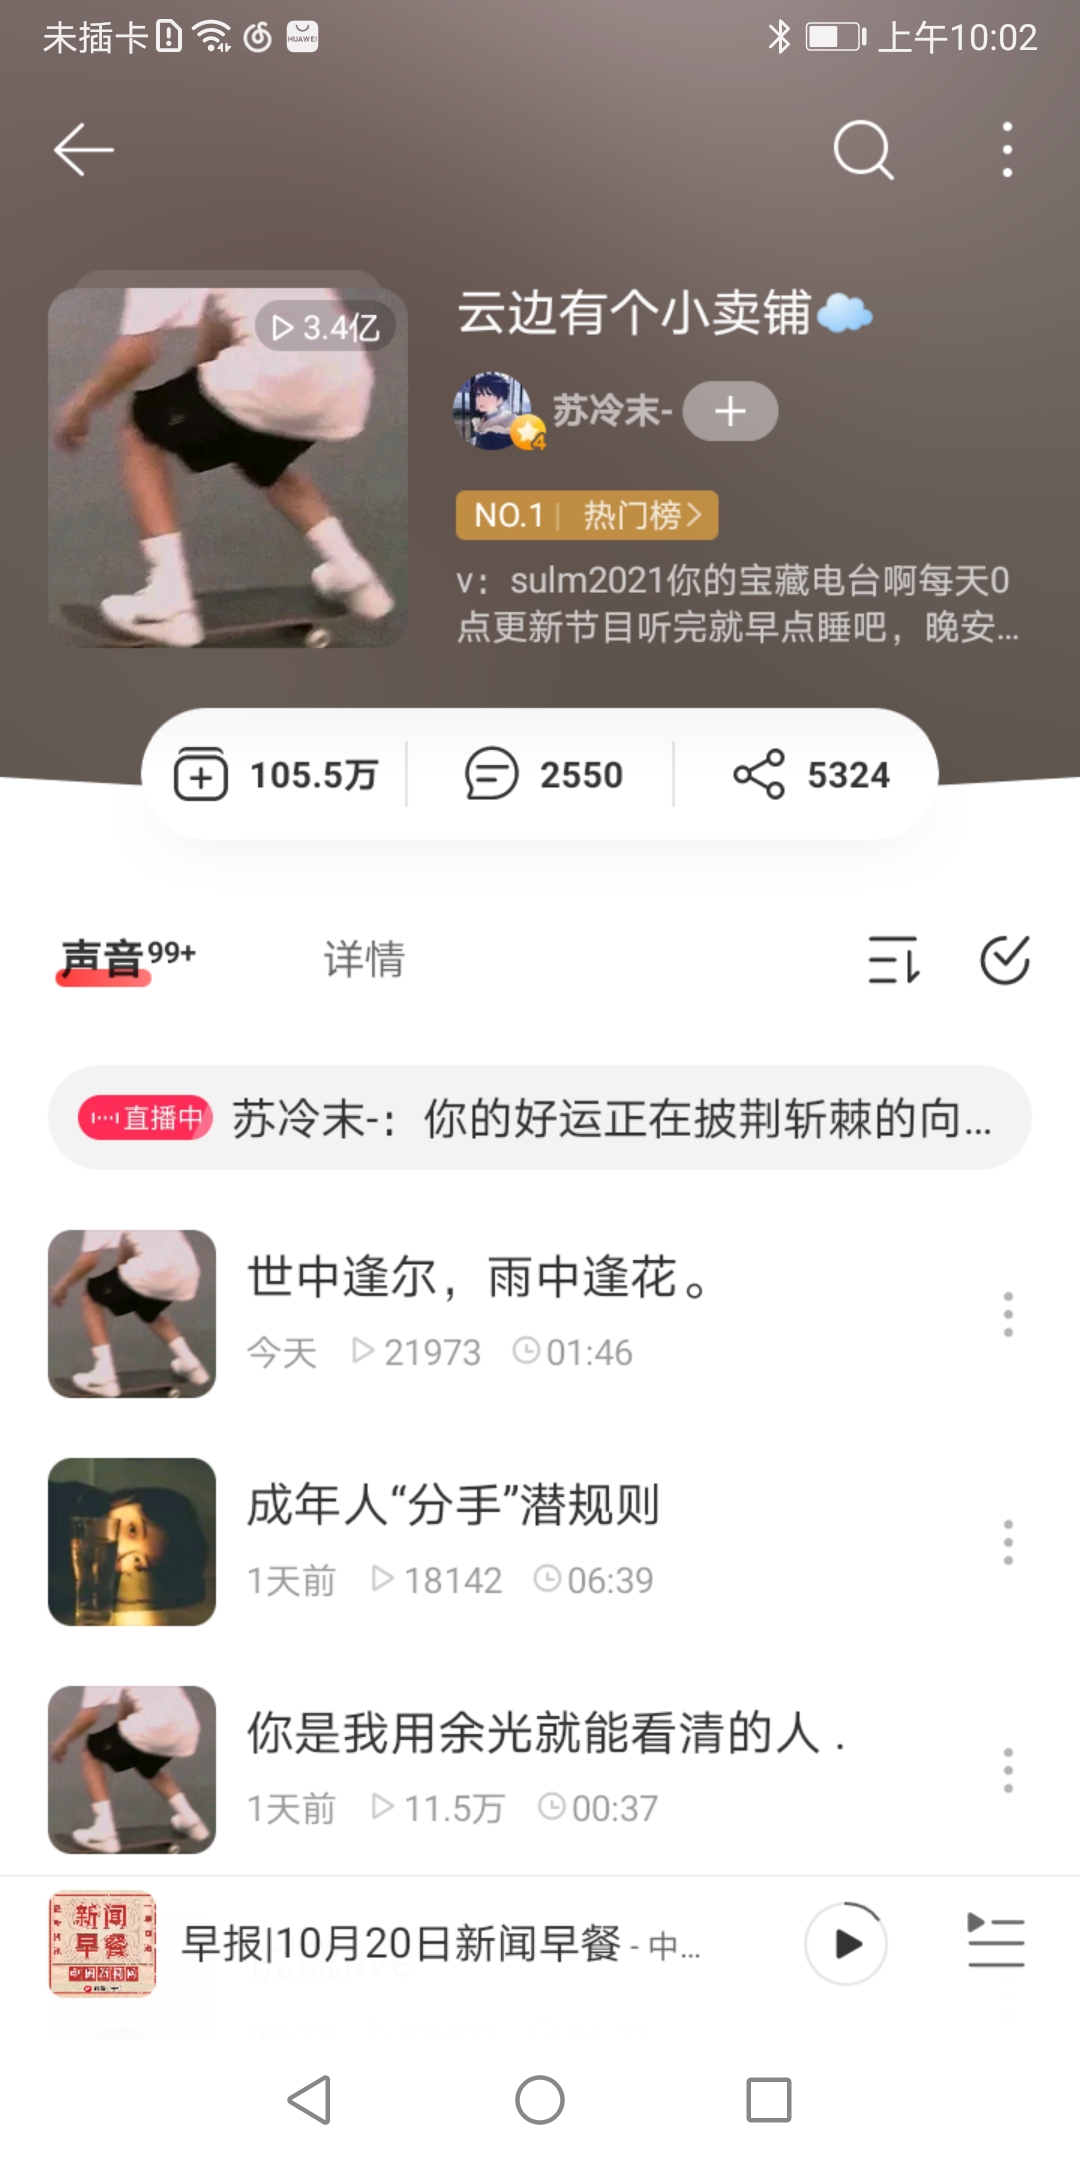 未插卡 HUAWEI 上午10:02
3.4亿
云边有个小卖铺
苏冷末-
NO.1 热门榜
v：sulm2021你的宝藏电台啊每天0
点更新节目听完就早点睡吧，晚安...
105.5万 2550 5324
声音 99+ 详情
直播中 苏冷末-：你的好运正在披荆斩棘的向...
世中逢尔，雨中逢花。
今天 21973 01:46
成年人“分手”潜规则
1天前 18142 06:39
你是我用余光就能看清的人 .
1天前 11.5万 00:37
新闻
早餐
早报|10月20日新闻早餐 - 中...